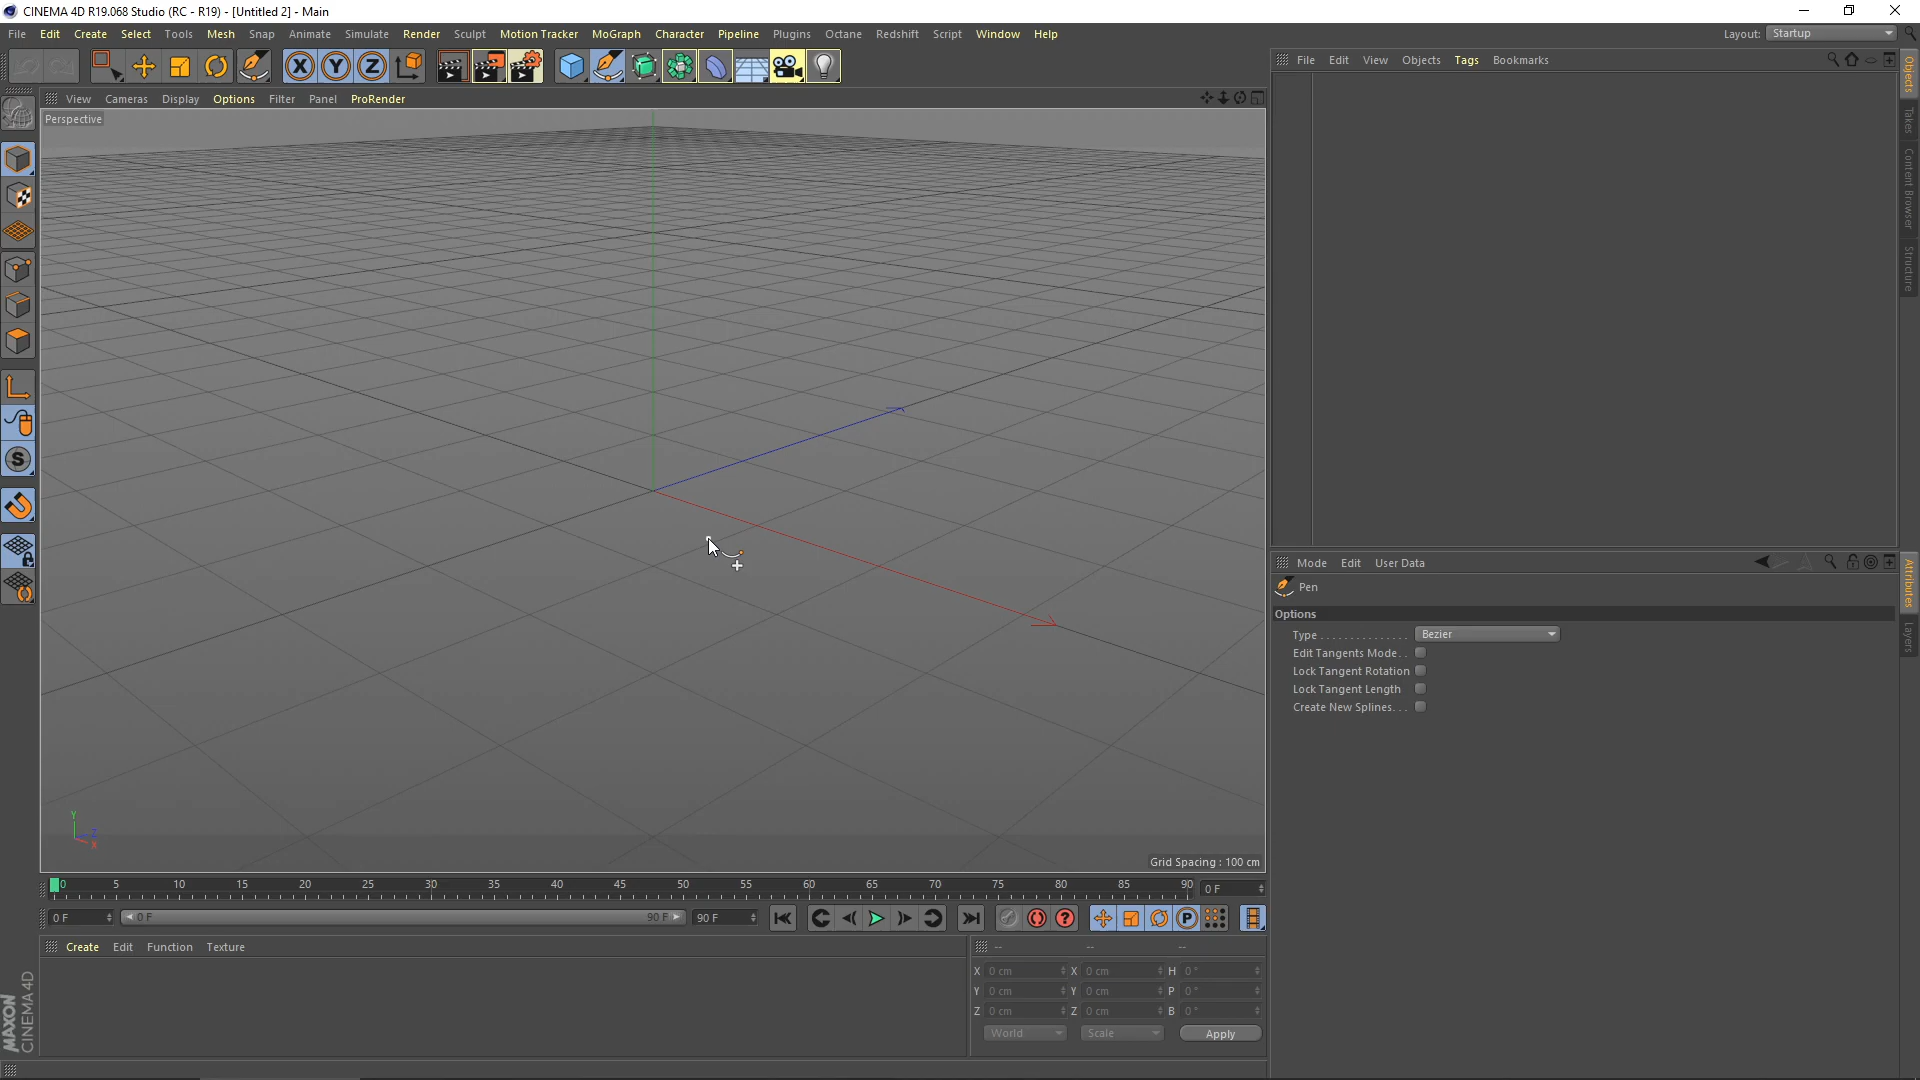 CINEMA 4D R19.068 Studio (RC - R19) - [Untitled 2] - Main
File Edit Create Select Tools Mesh Snap Animate Simulate Render Sculpt Motion Tracker MoGraph Character Pipeline Plugins Octane Redshift Script Window Help Layout: Startup
X Y Z
File Edit View Objects Tags Bookmarks
Objects
Takes
Content Browser
Structure
View Cameras Display Options Filter Panel ProRender
Perspective
S
Y
Z
X
Grid Spacing : 100 cm
Mode Edit User Data
Attributes
Layers
Pen
Options
Type . . . . . . . . . . . . . . . Bezier
Edit Tangents Mode. .
Lock Tangent Rotation
Lock Tangent Length
Create New Splines. . .
0 5 10 15 20 25 30 35 40 45 50 55 60 65 70 75 80 85 90 0 F
0 F 0 F 90 F 90 F ? P
Create Edit Function Texture
-- -- --
X 0 cm X 0 cm H 0 °
Y 0 cm Y 0 cm P 0 °
Z 0 cm Z 0 cm B 0 °
World Scale Apply
MAXON
CINEMA 4D